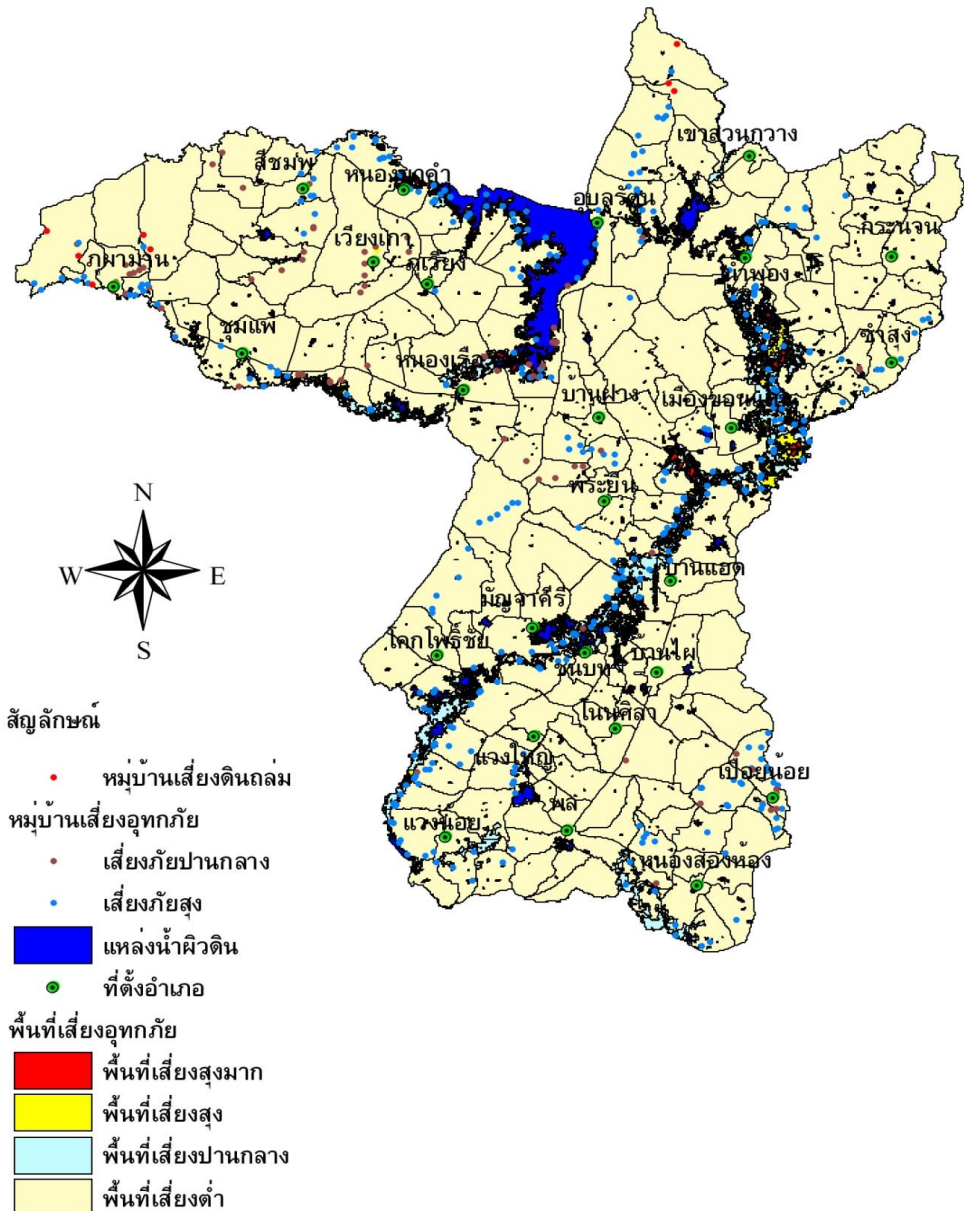 เขาสวนกวาง
สีชมพู
หนองนาคำ
อุบลรัตน์
กระนวน
เวียงเก่า
ภูเวียง
ภูผาม่าน
น้ำพอง
ชุมแพ
ซำสูง
หนองเรือ
บ้านฝาง
เมืองขอนแก่น
พระยืน
N
W
E
S
บ้านแฮด
มัญจาคีรี
โคกโพธิ์ชัย
ชนบท
บ้านไผ่
โนนศิลา
แวงใหญ่
เปือยน้อย
พล
แวงน้อย
หนองสองห้อง
สัญลักษณ์
หมู่บ้านเสี่ยงดินถล่ม
หมู่บ้านเสี่ยงอุทกภัย
เสี่ยงภัยปานกลาง
เสี่ยงภัยสูง
แหล่งน้ำผิวดิน
ที่ตั้งอำเภอ
พื้นที่เสี่ยงอุทกภัย
พื้นที่เสี่ยงสูงมาก
พื้นที่เสี่ยงสูง
พื้นที่เสี่ยงปานกลาง
พื้นที่เสี่ยงต่ำ